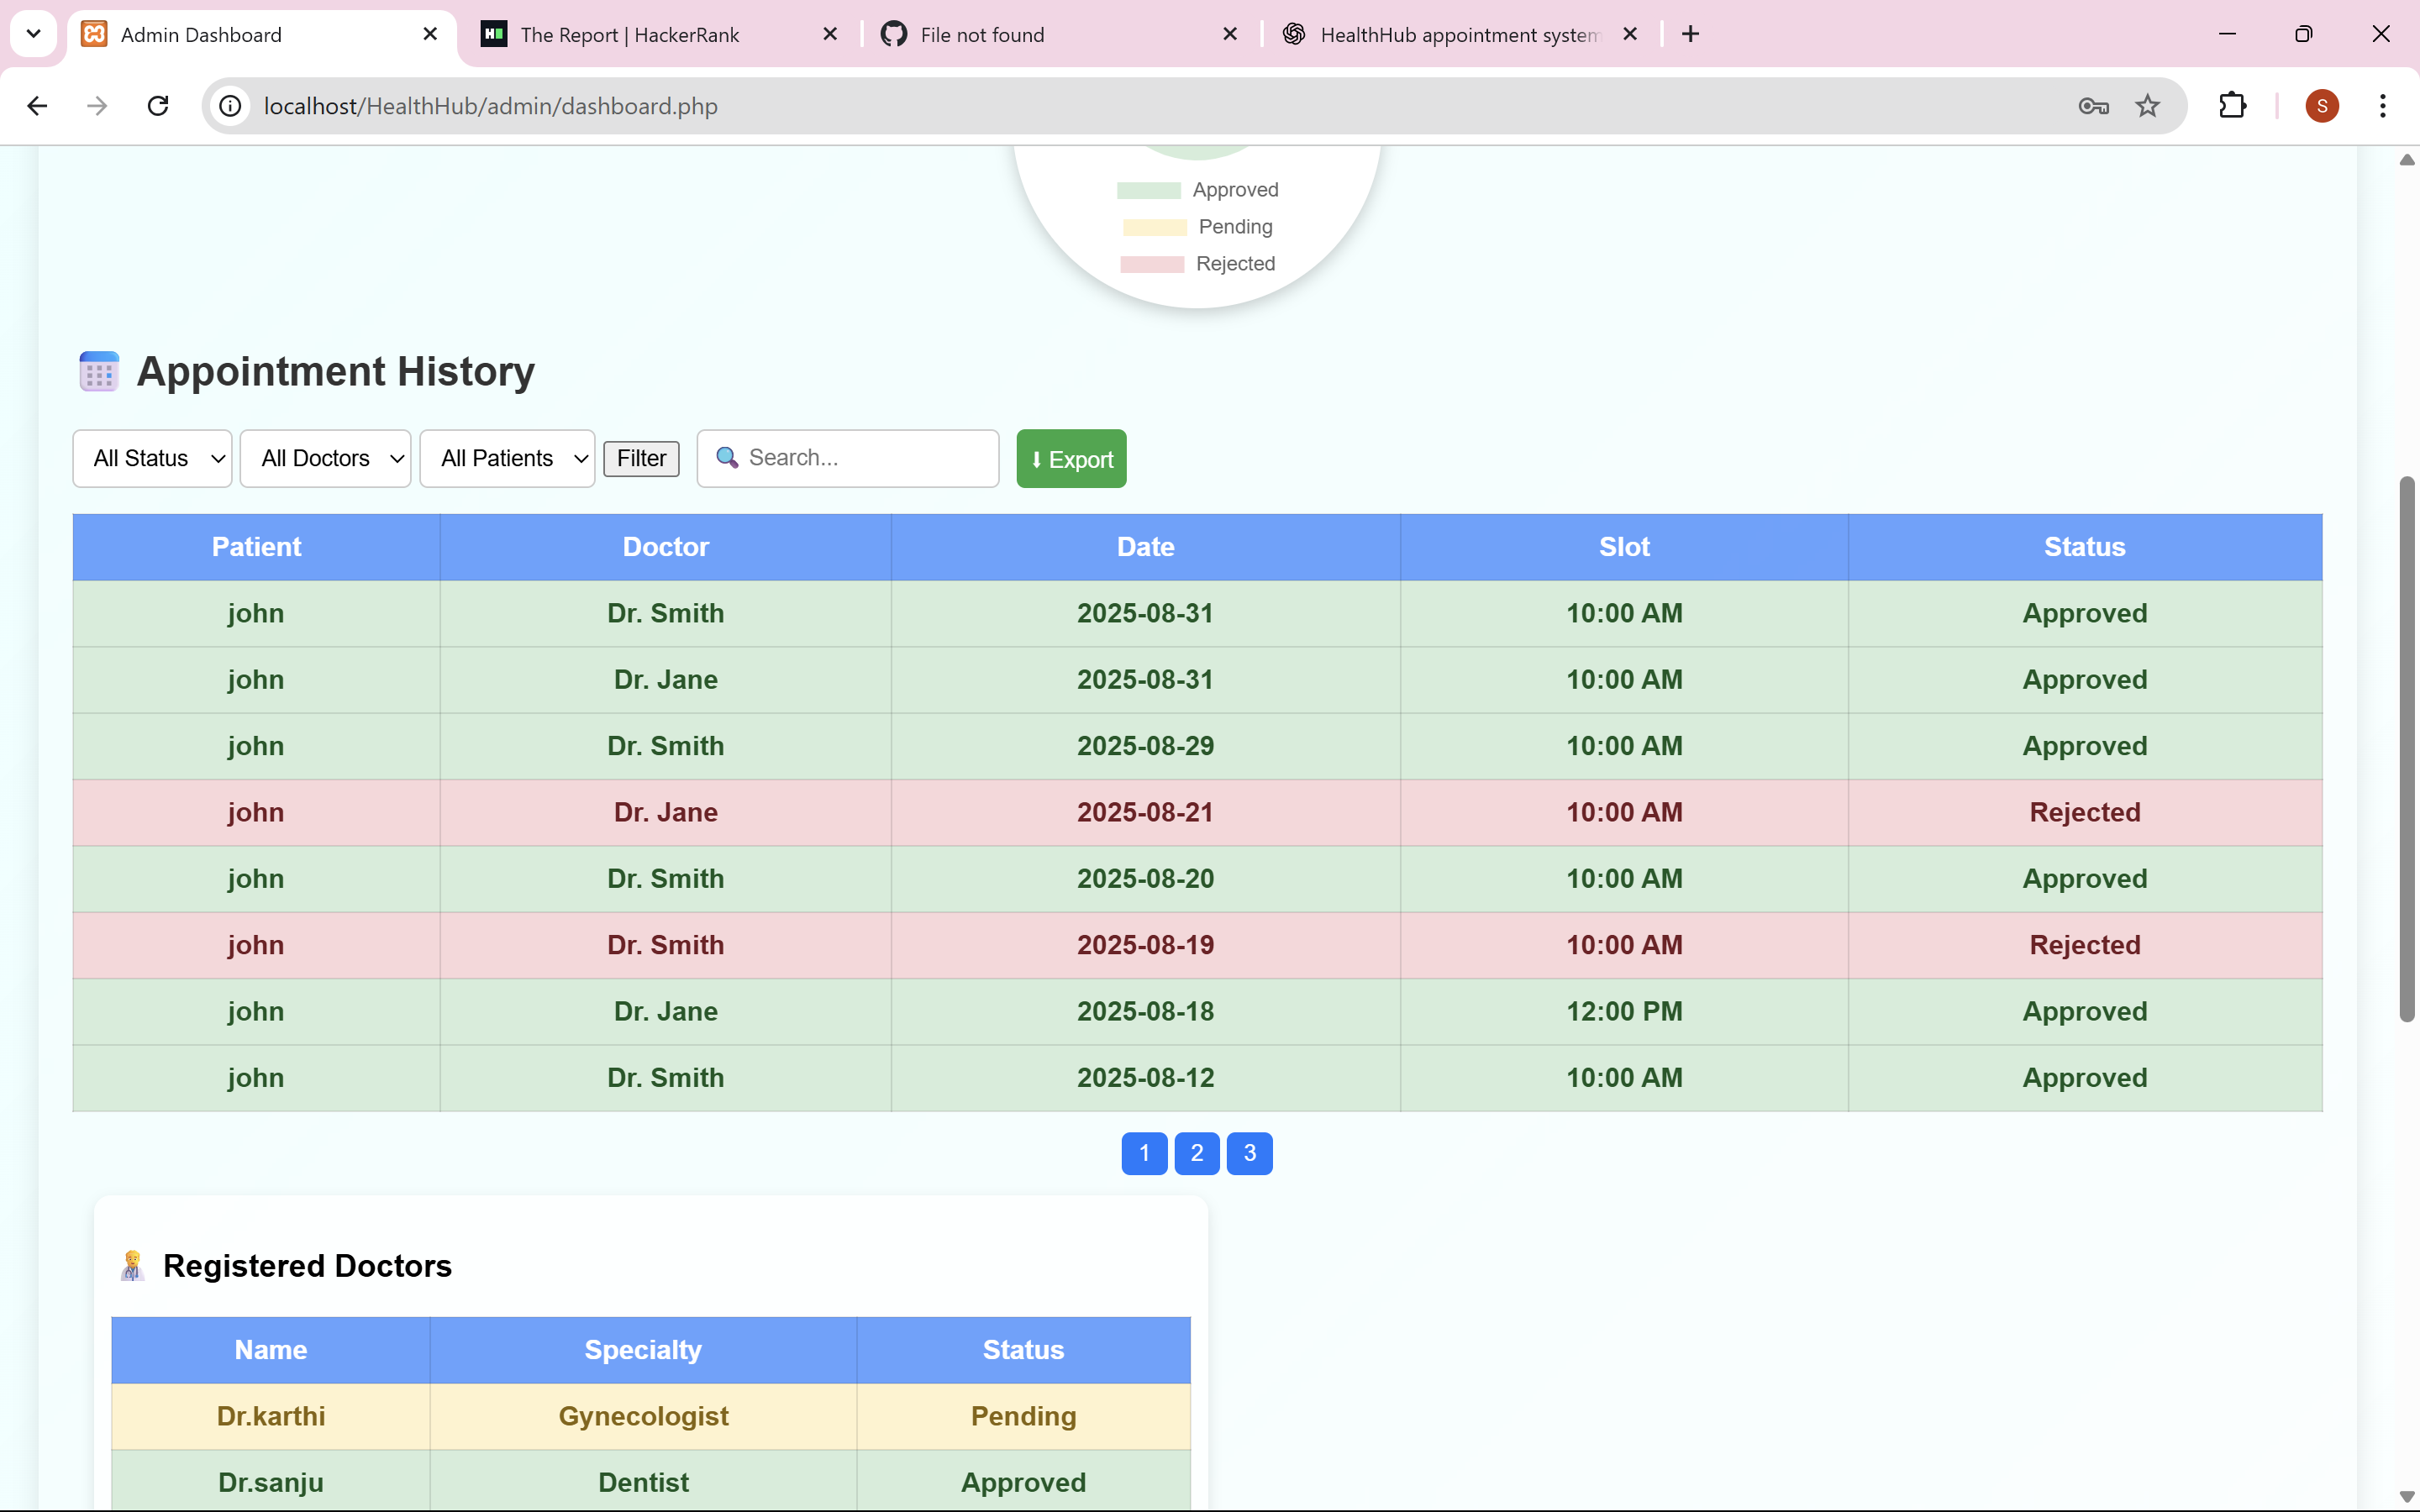 Admin Dashboard
The Report | HackerRank
File not found
HealthHub appointment system
localhost/HealthHub/admin/dashboard.php
S
Approved
Pending
Rejected
Appointment History
All Status All Doctors All Patients Filter Search... Export
Patient Doctor Date Slot Status
john Dr. Smith 2025-08-31 10:00 AM Approved
john Dr. Jane 2025-08-31 10:00 AM Approved
john Dr. Smith 2025-08-29 10:00 AM Approved
john Dr. Jane 2025-08-21 10:00 AM Rejected
john Dr. Smith 2025-08-20 10:00 AM Approved
john Dr. Smith 2025-08-19 10:00 AM Rejected
john Dr. Jane 2025-08-18 12:00 PM Approved
john Dr. Smith 2025-08-12 10:00 AM Approved
1 2 3
Registered Doctors
Name Specialty Status
Dr.karthi Gynecologist Pending
Dr.sanju Dentist Approved